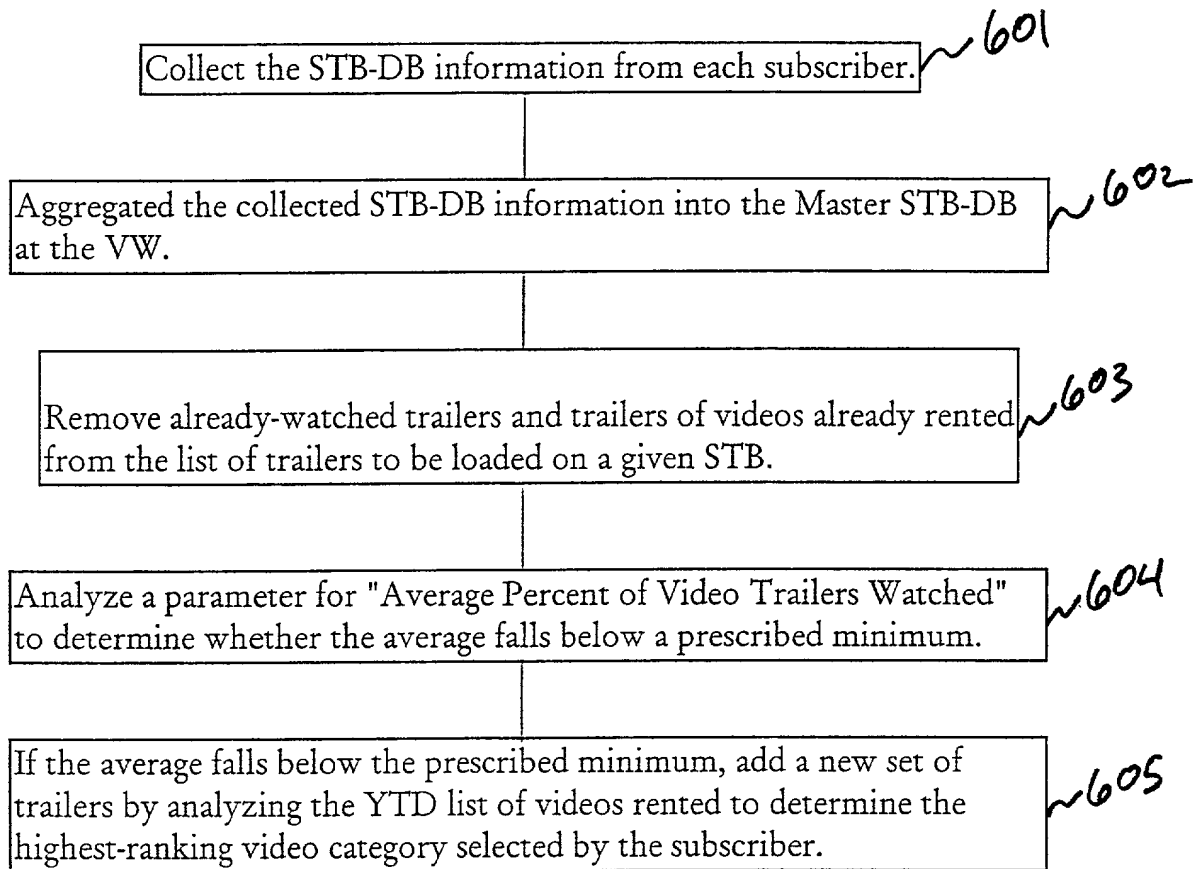 601
Collect the STB-DB information from each subscriber.
602
Aggregated the collected STB-DB information into the Master STB-DB
at the VW.
603
Remove already-watched trailers and trailers of videos already rented
from the list of trailers to be loaded on a given STB.
604
Analyze a parameter for "Average Percent of Video Trailers Watched"
to determine whether the average falls below a prescribed minimum.
605
If the average falls below the prescribed minimum, add a new set of
trailers by analyzing the YTD list of videos rented to determine the
highest-ranking video category selected by the subscriber.